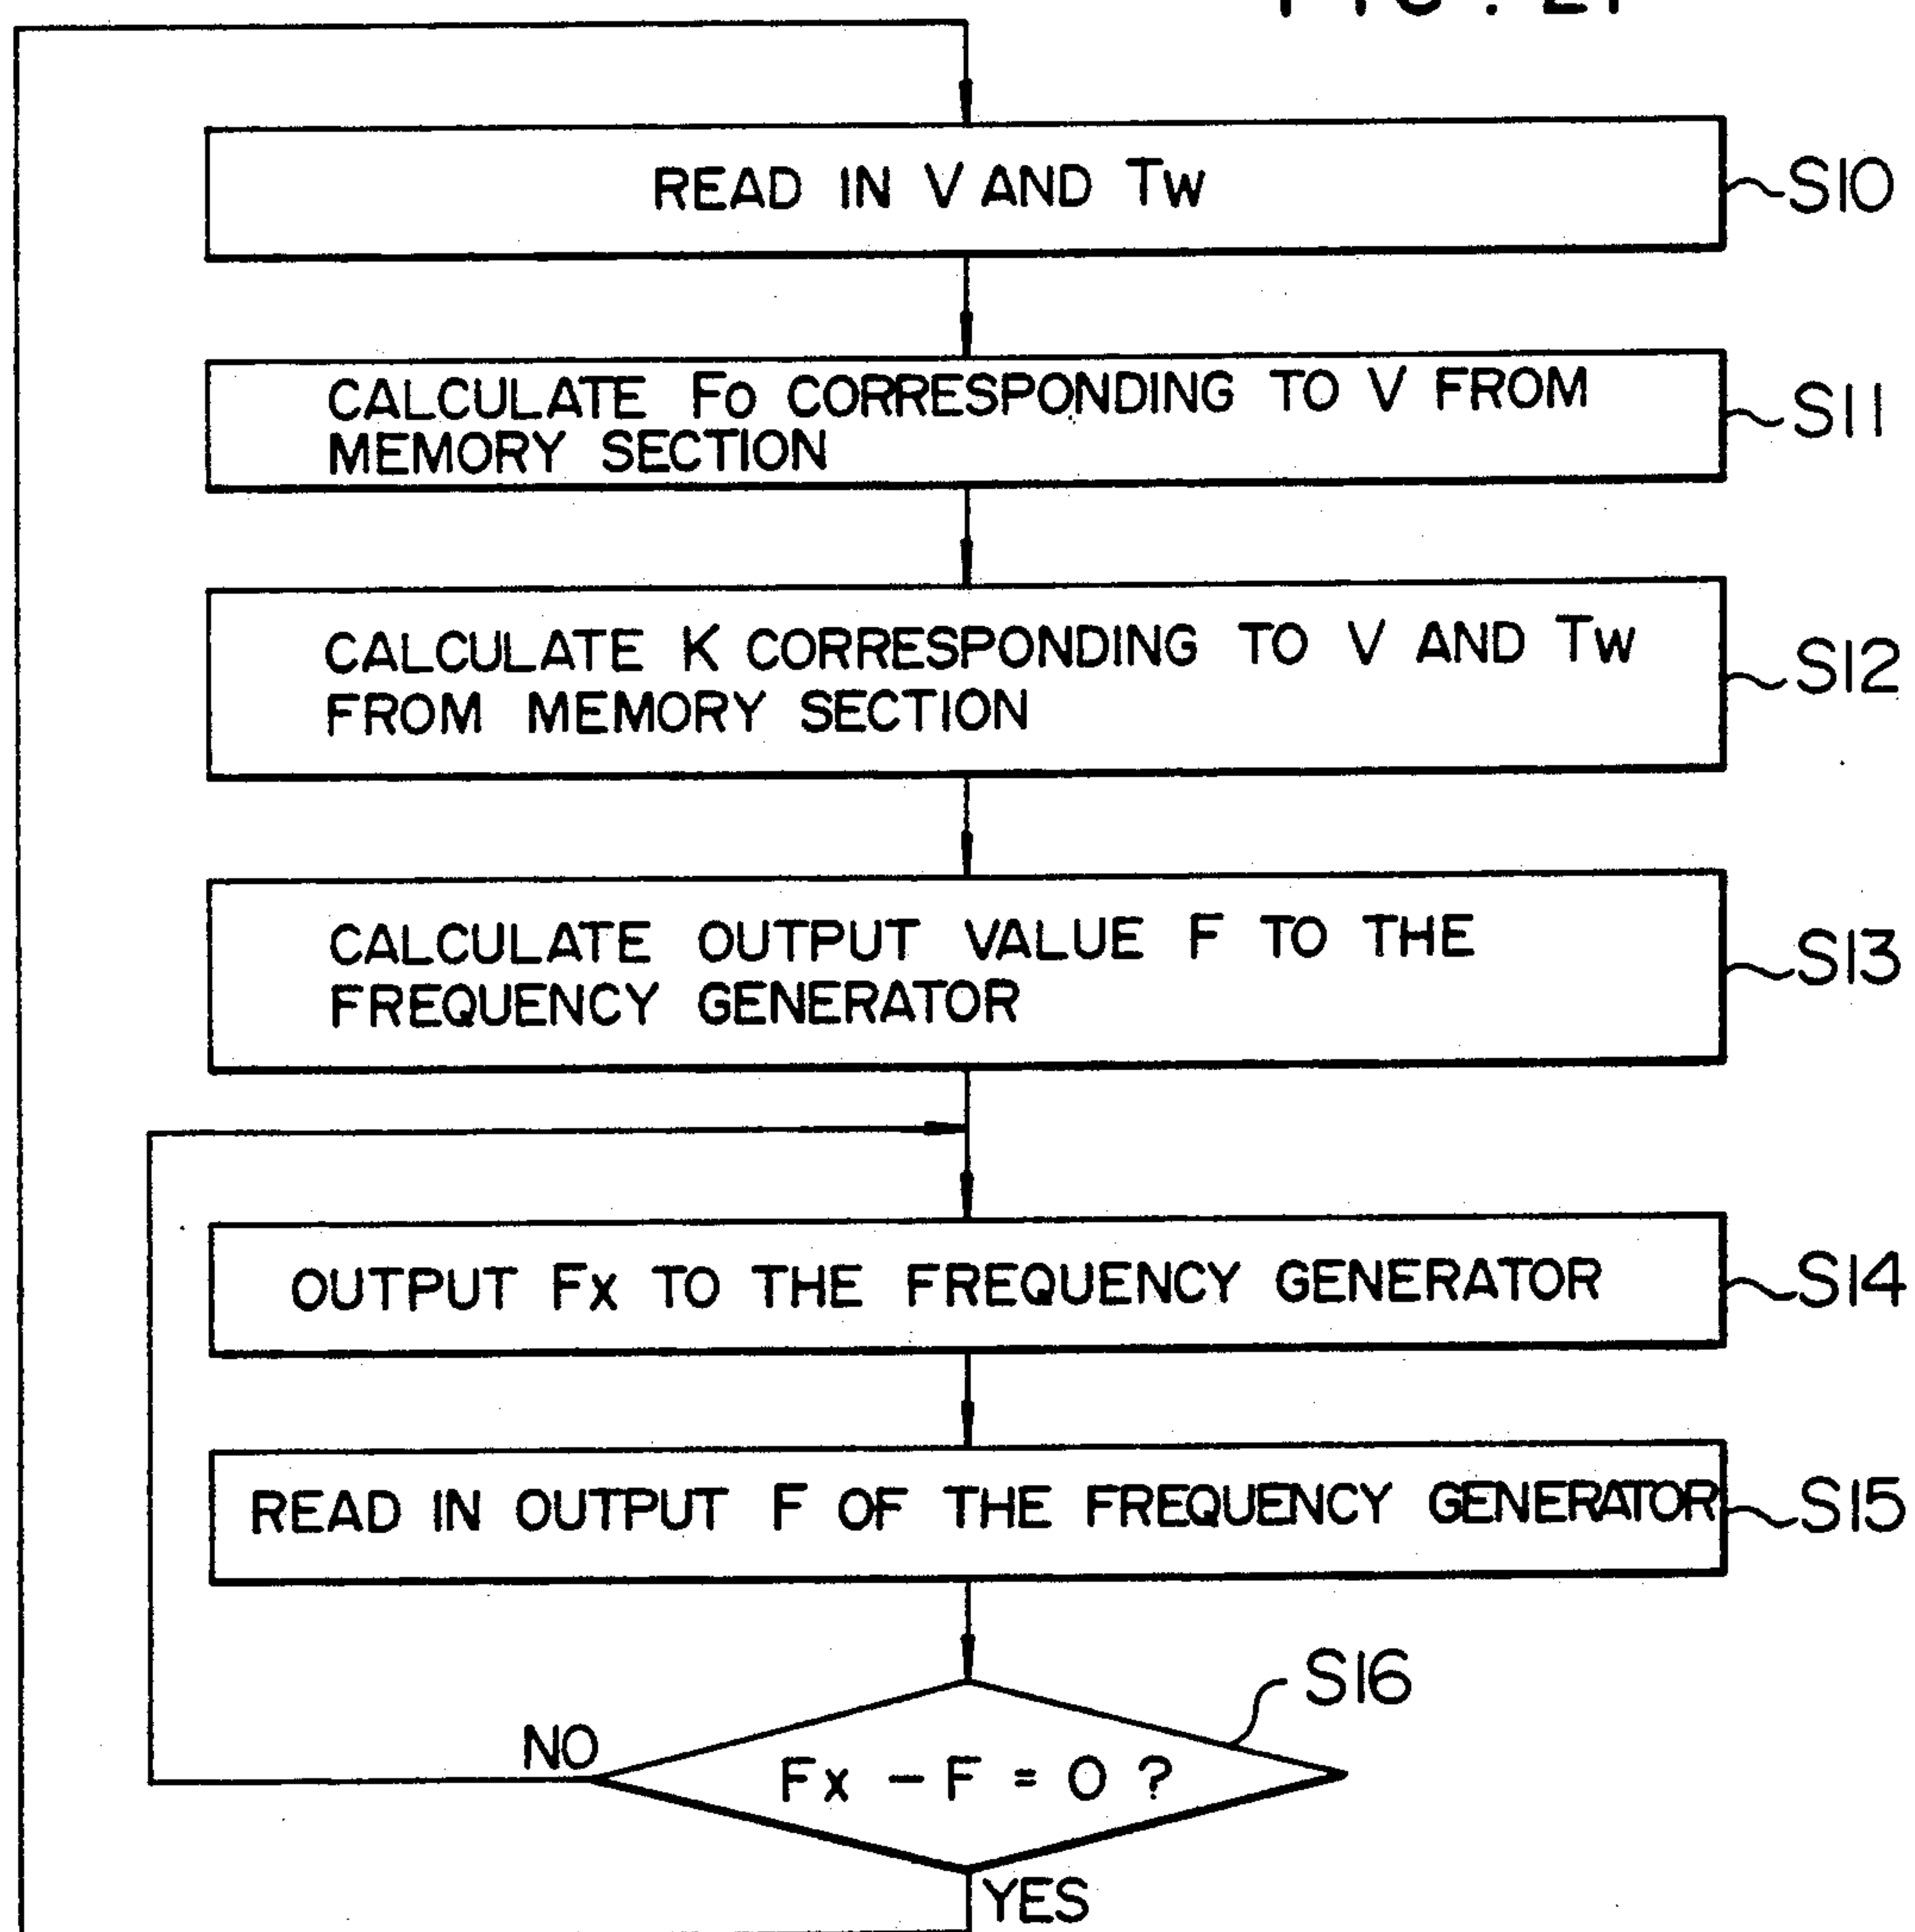 READ IN V AND Tw
S10
CALCULATE Fo CORRESPONDING TO V FROM
MEMORY SECTION
S11
CALCULATE K CORRESPONDING TO V AND Tw
FROM MEMORY SECTION
S12
CALCULATE OUTPUT VALUE F TO THE
FREQUENCY GENERATOR
S13
OUTPUT Fx TO THE FREQUENCY GENERATOR
S14
READ IN OUTPUT F OF THE FREQUENCY GENERATOR
S15
S16
NO
Fx - F = 0 ?
YES